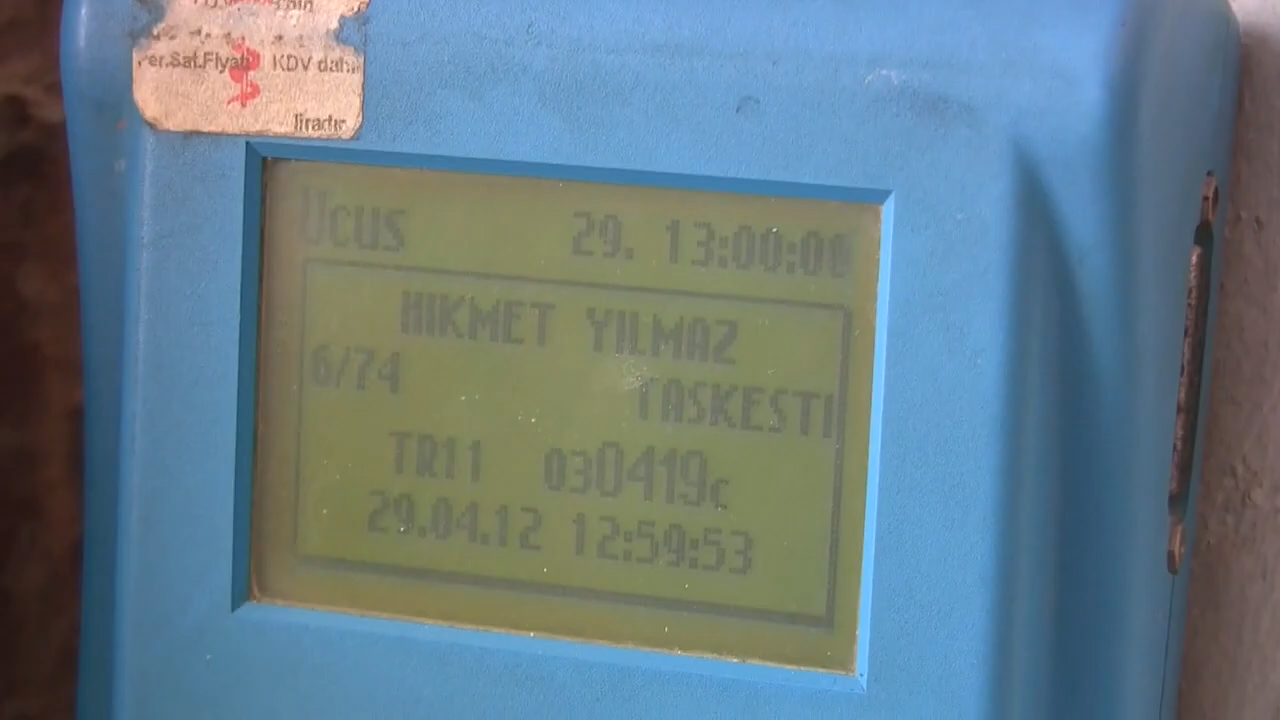 KDV
liradır
Ucus 29. 13:00:00
HIKMET YILMAZ
6/74 TASKESTI
TR11 030419c
29.04.12 12:59:53